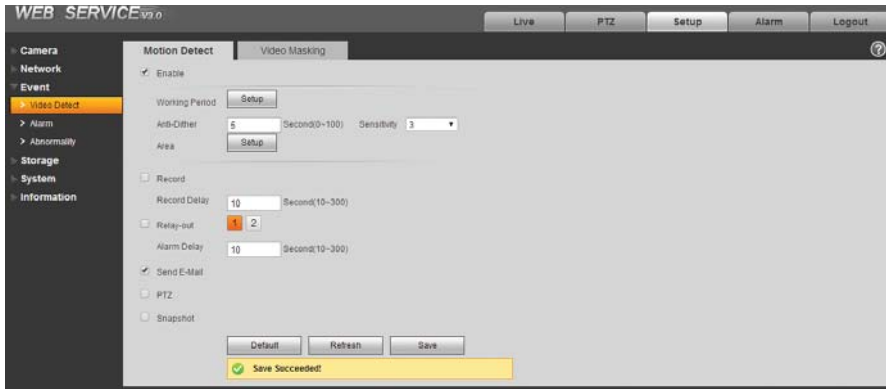 WEB SERVICE V3.0
Live
PTZ
Setup
Alarm
Logout
Camera
Network
Event
Video Detect
Alarm
Abnormality
Storage
System
Information
Motion Detect
Video Masking
?
Enable
Working Period Setup
Anti-Dither 5 Second(0~100) Sensitivity 3
Area Setup
Record
Record Delay 10 Second(10~300)
Relay-out 1 2
Alarm Delay 10 Second(10~300)
Send E-Mail
PTZ
Snapshot
Default Refresh Save
Save Succeeded!